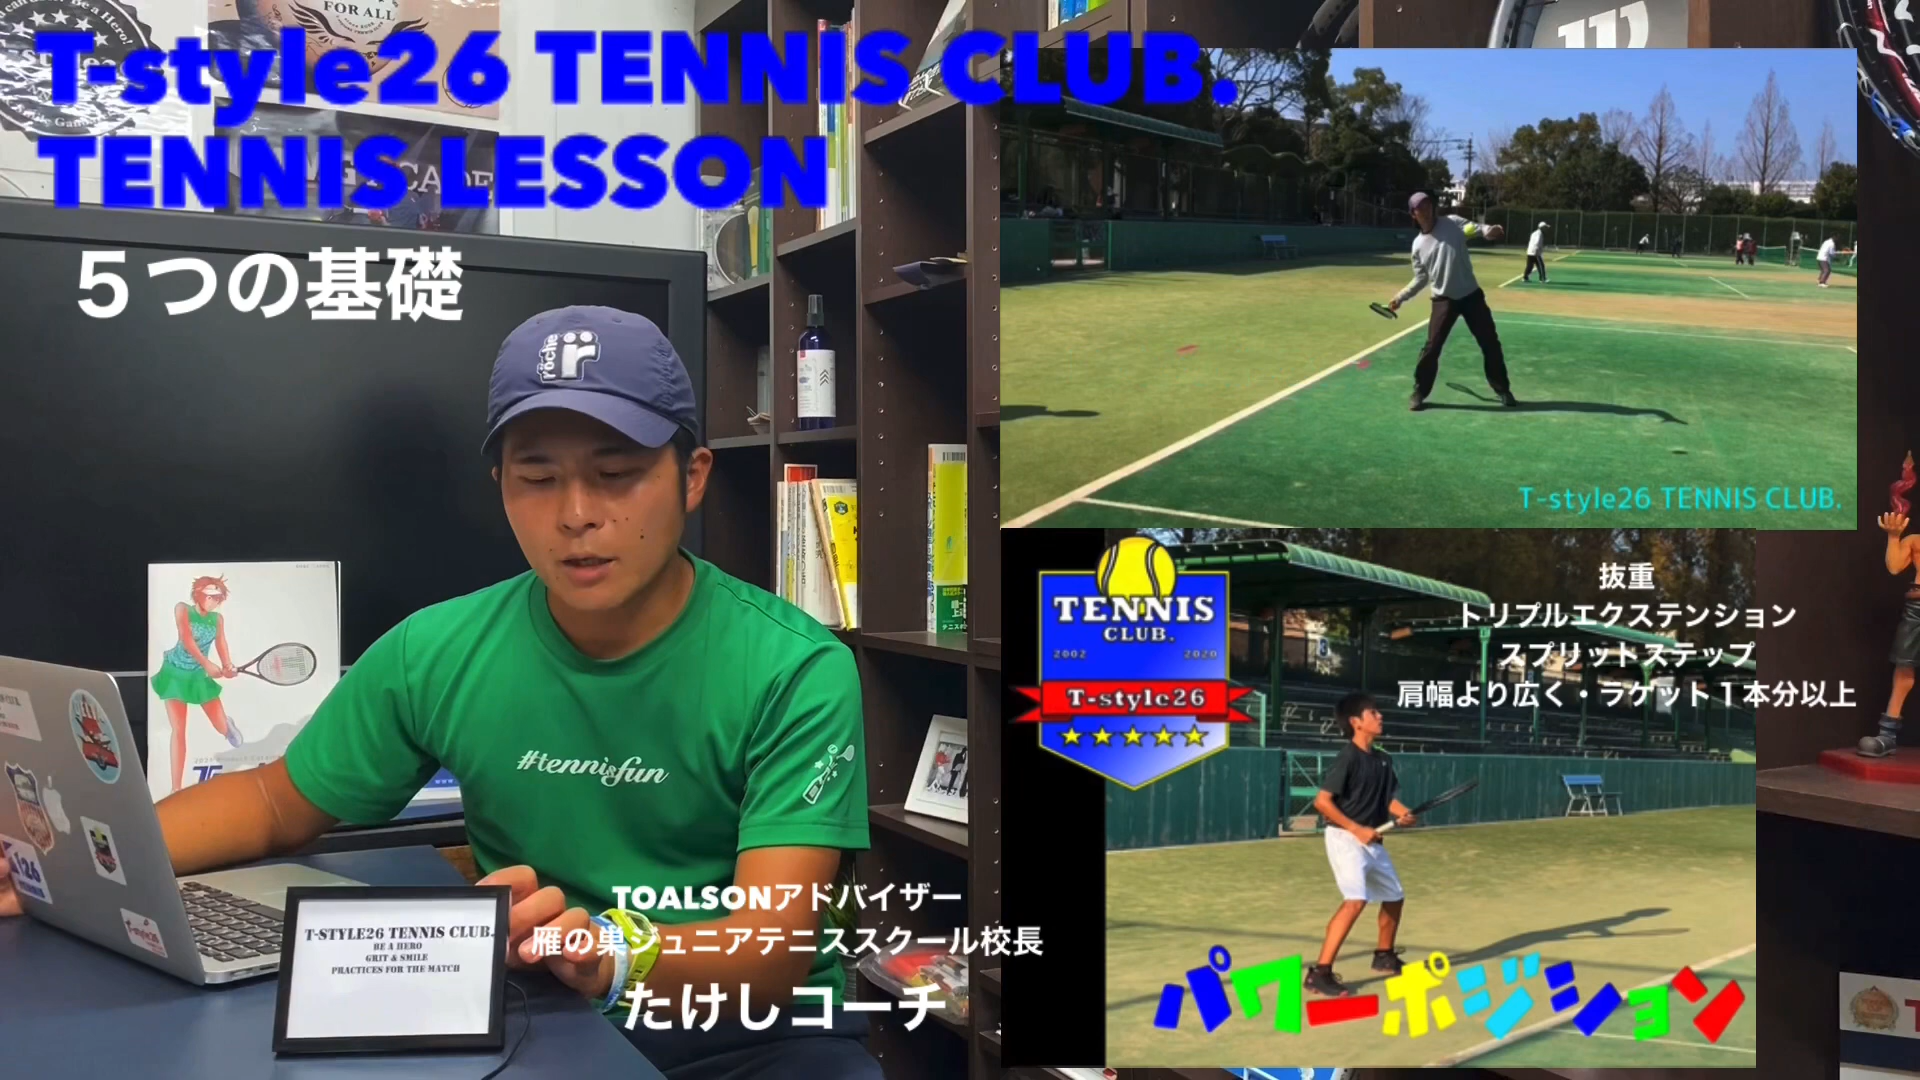 T-style26 TENNIS CLUB.
TENNIS LESSON
５つの基礎
FOR ALL
röche
#tennisfun
T-STYLE26 TENNIS CLUB.
BE A HERO
GRIT & SMILE
PRACTICES FOR THE MATCH
TOALSONアドバイザー
雁の巣ジュニアテニススクール校長
たけしコーチ
T-style26 TENNIS CLUB.
TENNIS
CLUB.
2002 2020
T-style26
抜重
トリプルエクステンション
スプリットステップ
肩幅より広く・ラケット１本分以上
パワーポジション